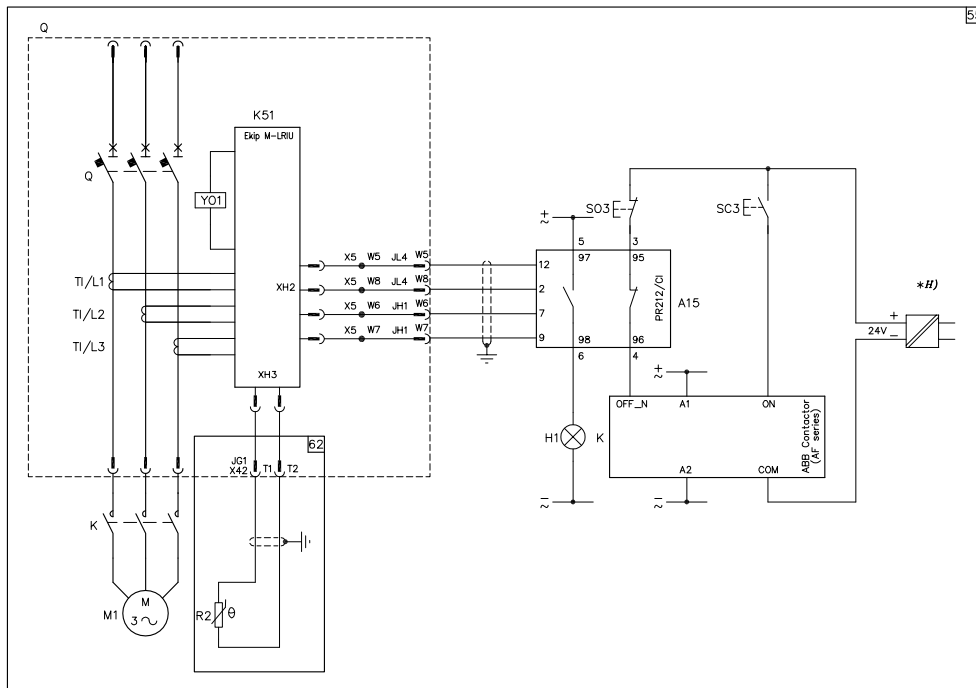 55
Q
K51
Ekip M-LRIU
Q
YO1
SO3
SC3
5
3
X5 W5 JL4 W5
12
97
95
*H)
TI/L1
XH2
X5 W8 JL4 W8
2
PR212/CI
A15
TI/L2
X5 W6 JH1 W6
7
+
24V
−
TI/L3
X5 W7 JH1 W7
9
98
96
6
4
XH3
+
~
+
~
OFF_N
A1
ON
62
H1
K
ABB Contactor
(AF series)
JG1
X42
T1
T2
A2
COM
−
~
−
~
K
M1
M
3 ~
R2
θ